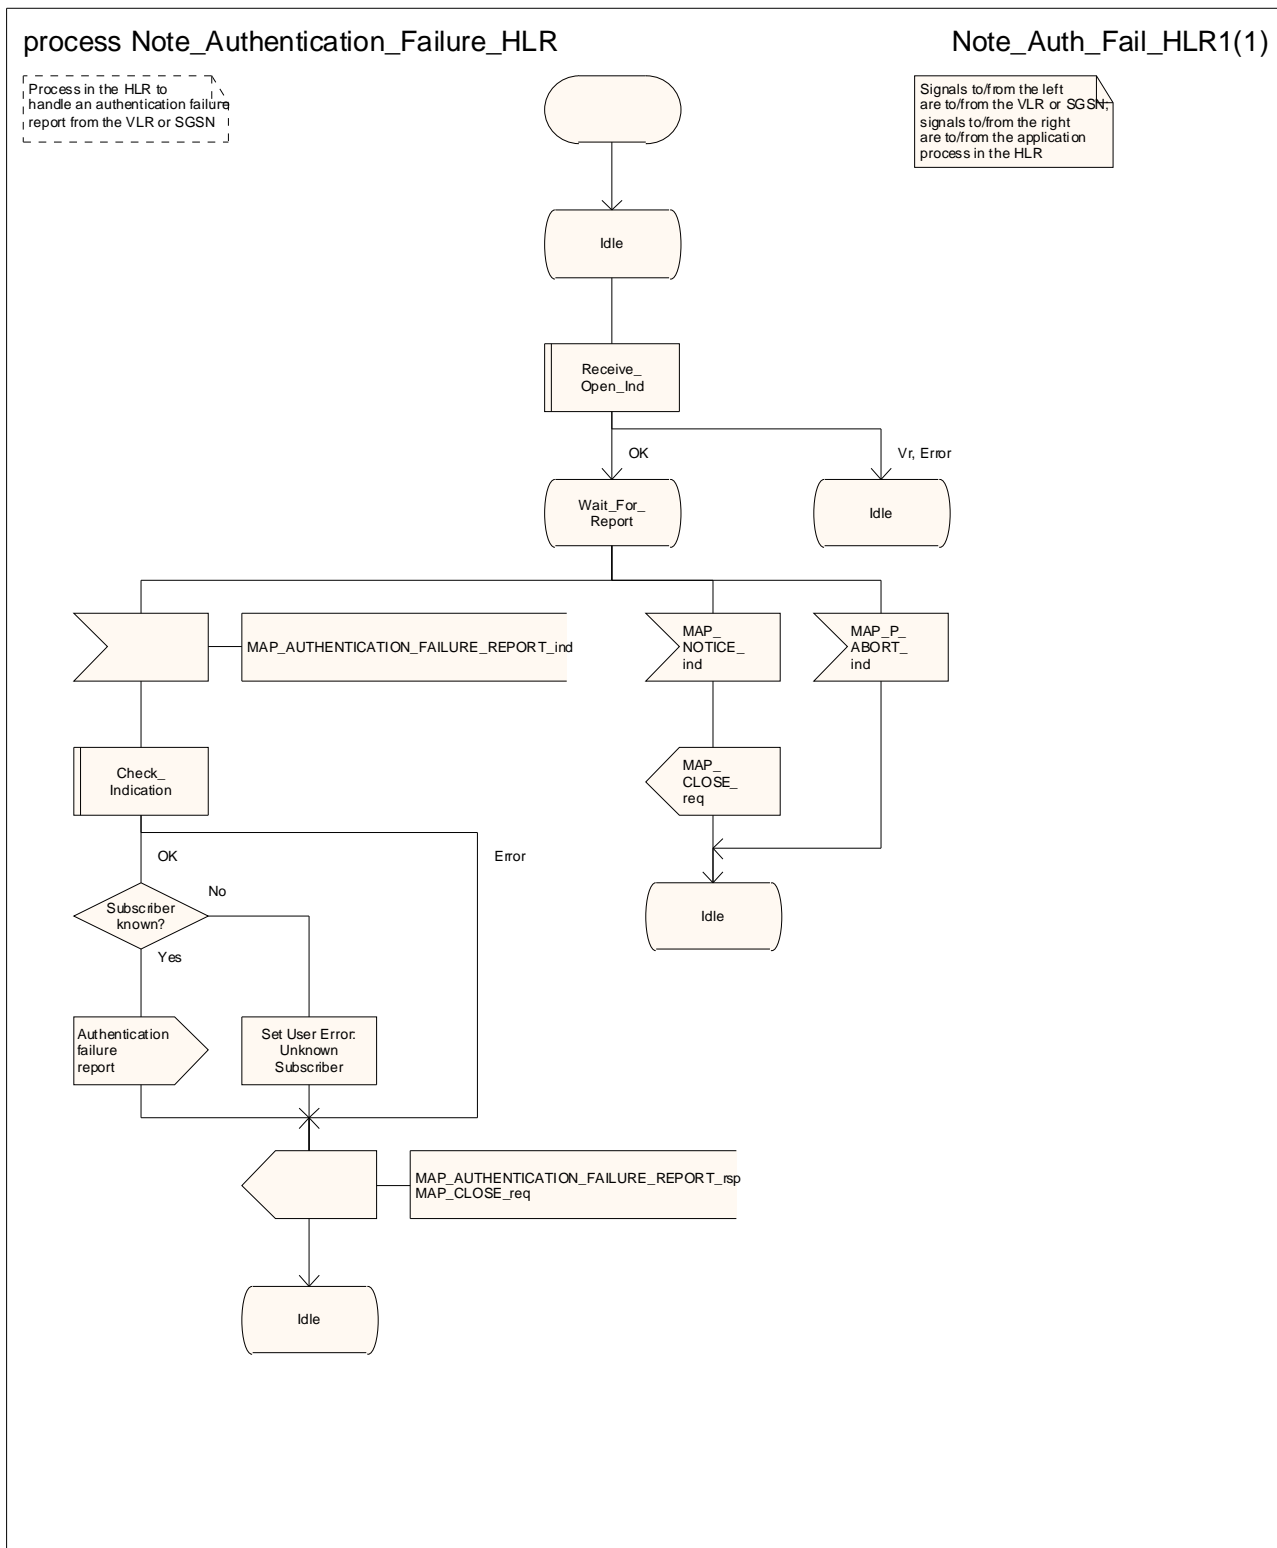 process Note_Authentication_Failure_HLR
Note_Auth_Fail_HLR1(1)
Process in the HLR to
handle an authentication failure
report from the VLR or SGSN
Signals to/from the left
are to/from the VLR or SGSN;
signals to/from the right
are to/from the application
process in the HLR
Idle
Receive_
Open_Ind
OK
Vr, Error
Wait_For_
Report
Idle
MAP_AUTHENTICATION_FAILURE_REPORT_ind
MAP_
NOTICE_
ind
MAP_P_
ABORT_
ind
Check_
Indication
MAP_
CLOSE_
req
OK
Error
No
Subscriber
known?
Idle
Yes
Authentication
failure
report
Set User Error:
Unknown
Subscriber
MAP_AUTHENTICATION_FAILURE_REPORT_rsp
MAP_CLOSE_req
Idle